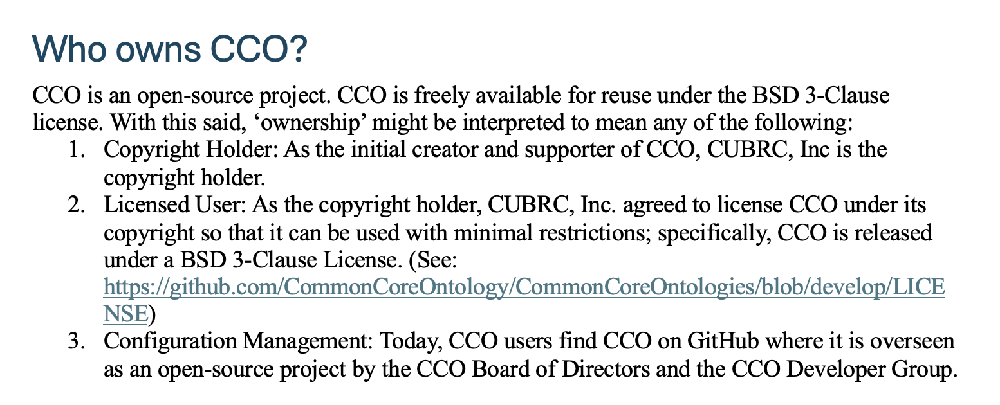 Who owns CCO?
CCO is an open-source project. CCO is freely available for reuse under the BSD 3-Clause
license. With this said, ‘ownership’ might be interpreted to mean any of the following:
1. Copyright Holder: As the initial creator and supporter of CCO, CUBRC, Inc is the
copyright holder.
2. Licensed User: As the copyright holder, CUBRC, Inc. agreed to license CCO under its
copyright so that it can be used with minimal restrictions; specifically, CCO is released
under a BSD 3-Clause License. (See:
https://github.com/CommonCoreOntology/CommonCoreOntologies/blob/develop/LICE
NSE)
3. Configuration Management: Today, CCO users find CCO on GitHub where it is overseen
as an open-source project by the CCO Board of Directors and the CCO Developer Group.